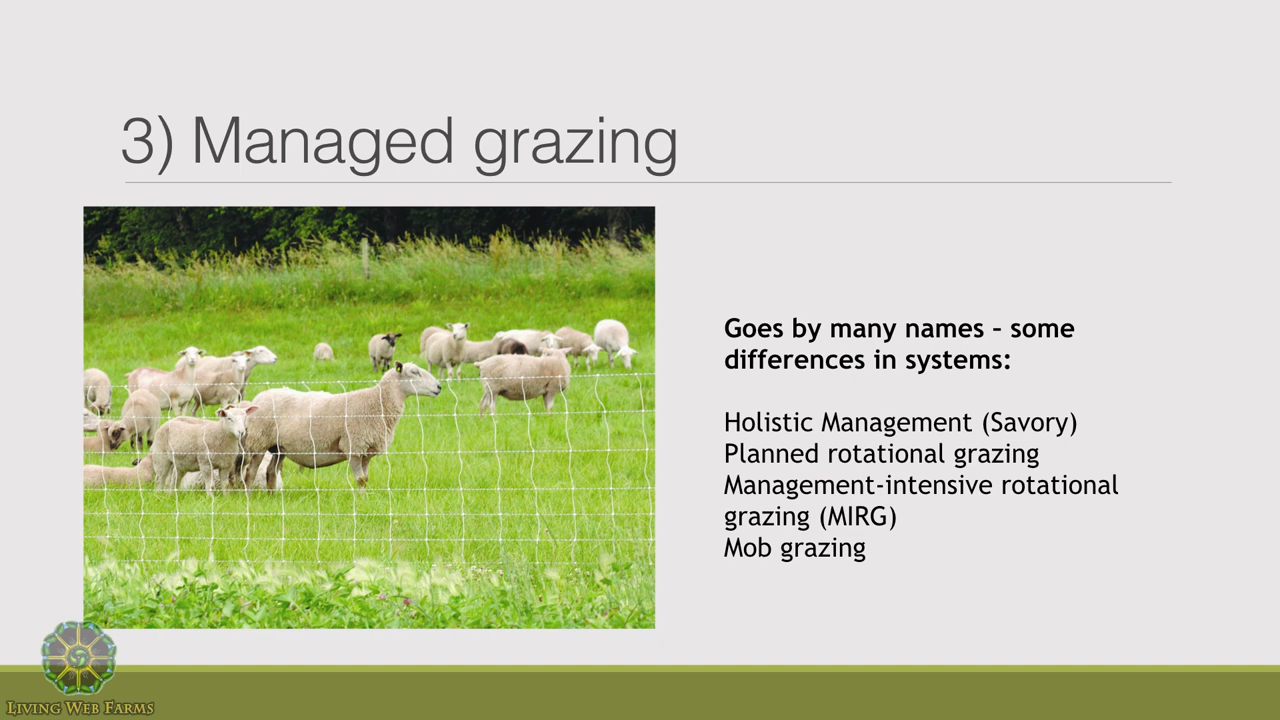 3) Managed grazing
Goes by many names – some
differences in systems:
Holistic Management (Savory)
Planned rotational grazing
Management-intensive rotational
grazing (MIRG)
Mob grazing
LIVING WEB FARMS